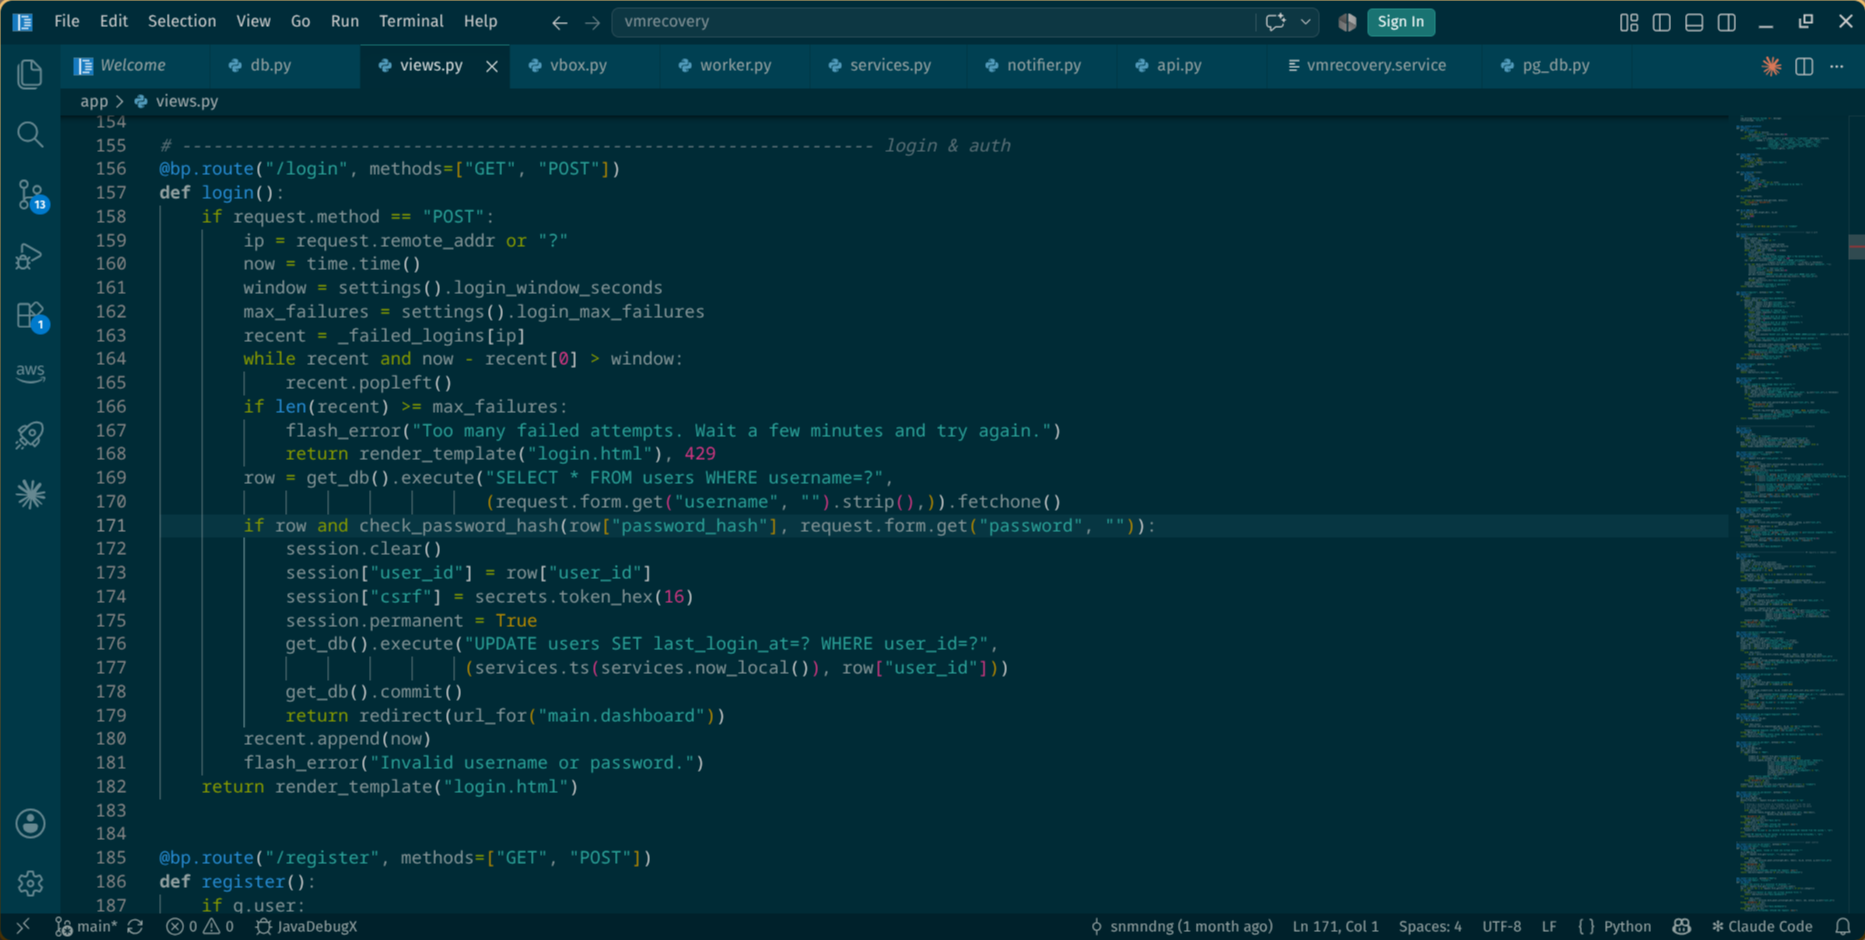 File Edit Selection View Go Run Terminal Help
vmrecovery
Sign In
Welcome
db.py
views.py
vbox.py
worker.py
services.py
notifier.py
api.py
vmrecovery.service
pg_db.py
app > views.py
13
1
aws
154
155 # ------------------------------------------------------------------ login & auth
156 @bp.route("/login", methods=["GET", "POST"])
157 def login():
158     if request.method == "POST":
159         ip = request.remote_addr or "?"
160         now = time.time()
161         window = settings().login_window_seconds
162         max_failures = settings().login_max_failures
163         recent = _failed_logins[ip]
164         while recent and now - recent[0] > window:
165             recent.popleft()
166         if len(recent) >= max_failures:
167             flash_error("Too many failed attempts. Wait a few minutes and try again.")
168             return render_template("login.html"), 429
169         row = get_db().execute("SELECT * FROM users WHERE username=?",
170                                (request.form.get("username", "").strip(),)).fetchone()
171         if row and check_password_hash(row["password_hash"], request.form.get("password", "")):
172             session.clear()
173             session["user_id"] = row["user_id"]
174             session["csrf"] = secrets.token_hex(16)
175             session.permanent = True
176             get_db().execute("UPDATE users SET last_login_at=? WHERE user_id=?",
177                              (services.ts(services.now_local()), row["user_id"]))
178             get_db().commit()
179             return redirect(url_for("main.dashboard"))
180         recent.append(now)
181         flash_error("Invalid username or password.")
182     return render_template("login.html")
183
184
185 @bp.route("/register", methods=["GET", "POST"])
186 def register():
187     if g.user:
main* 0 0 JavaDebugX snmndng (1 month ago) Ln 171, Col 1 Spaces: 4 UTF-8 LF { } Python Claude Code